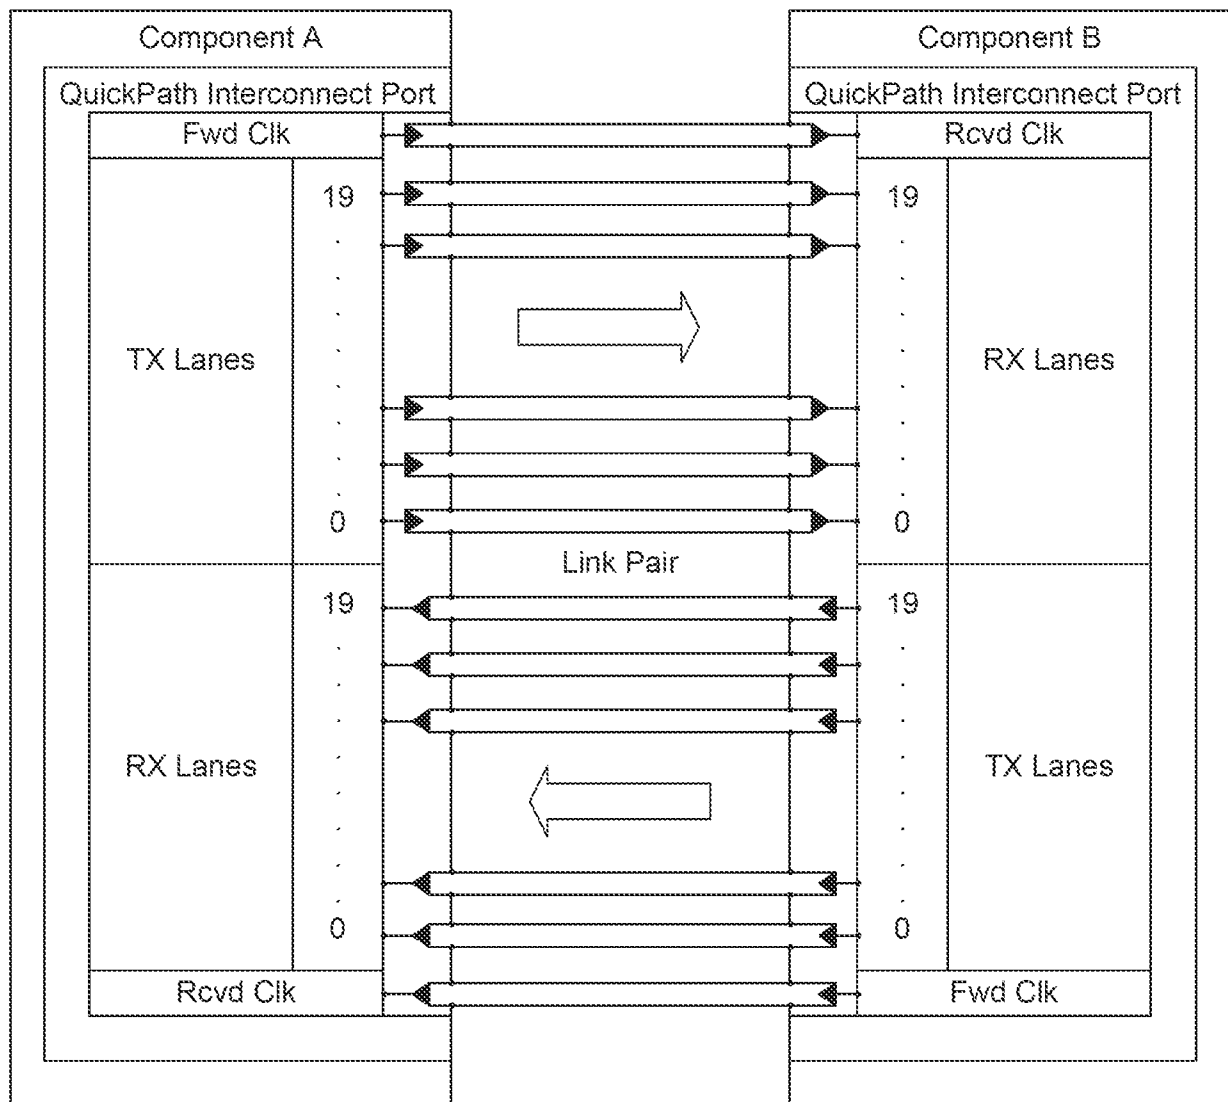 Component A
Component B
QuickPath Interconnect Port
QuickPath Interconnect Port
Fwd Clk
Rcvd Clk
19
19
TX Lanes
RX Lanes
0
0
Link Pair
19
19
RX Lanes
TX Lanes
0
0
Rcvd Clk
Fwd Clk